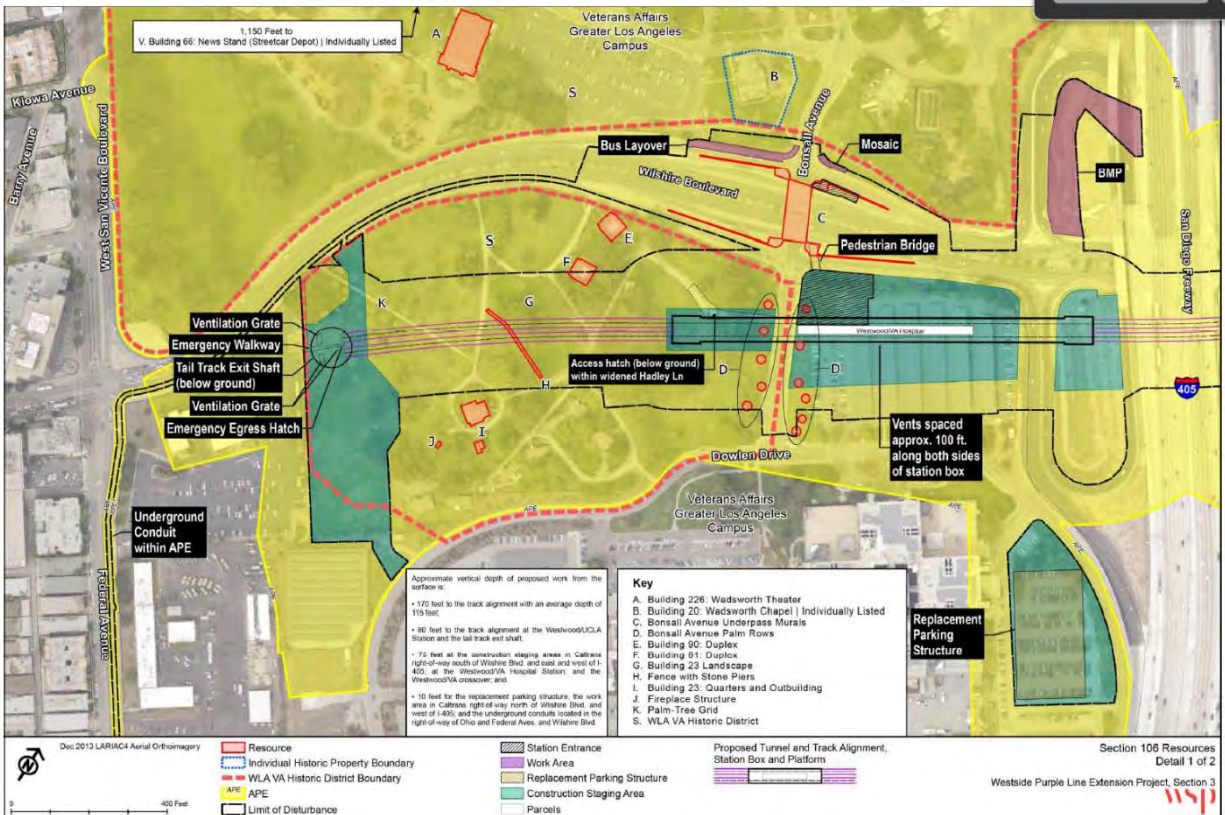 1,150 Feet to
V. Building 66: News Stand (Streetcar Depot) | Individually Listed
A
Veterans Affairs
Greater Los Angeles
Campus
S
B
Kiowa Avenue
Barry Avenue
West San Vicente Boulevard
APE
APE
Bus Layover
Bonsall Avenue
Mosaic
Wilshire Boulevard
BMP
C
San Diego Freeway
S
E
F
Pedestrian Bridge
K
G
Ventilation Grate
Emergency Walkway
Tail Track Exit Shaft
(below ground)
Ventilation Grate
Emergency Egress Hatch
Westwood/VA Hospital
Access hatch (below ground)
within widened Hadley Ln
D
D
H
405
I
J
Vents spaced
approx. 100 ft.
along both sides
of station box
Dowlen Drive
Veterans Affairs
Greater Los Angeles
Campus
APE
APE
APE
APE
Underground
Conduit
within APE
Federal Avenue
Replacement
Parking
Structure
Approximate vertical depth of proposed work from the
surface is:
• 170 feet to the track alignment with an average depth of
115 feet;
• 80 feet to the track alignment at the Westwood/UCLA
Station and the tail track exit shaft;
• 75 feet at the construction staging areas in Caltrans
right-of-way south of Wilshire Blvd. and east and west of I-
405; at the Westwood/VA Hospital Station; and the
Westwood/VA crossover; and
• 10 feet for the replacement parking structure; the work
area in Caltrans right-of-way north of Wilshire Blvd. and
west of I-405; and the underground conduits located in the
right-of-way of Ohio and Federal Aves. and Wilshire Blvd.
Key
A. Building 226: Wadsworth Theater
B. Building 20: Wadsworth Chapel | Individually Listed
C. Bonsall Avenue Underpass Murals
D. Bonsall Avenue Palm Rows
E. Building 90: Duplex
F. Building 91: Duplex
G. Building 23 Landscape
H. Fence with Stone Piers
I. Building 23: Quarters and Outbuilding
J. Fireplace Structure
K. Palm-Tree Grid
S. WLA VA Historic District
Dec 2013 LARIAC4 Aerial Orthoimagery
N
0 400 Feet
Resource
Individual Historic Property Boundary
WLA VA Historic District Boundary
APE APE
Limit of Disturbance
Station Entrance
Work Area
Replacement Parking Structure
Construction Staging Area
Parcels
Proposed Tunnel and Track Alignment,
Station Box and Platform
Section 106 Resources
Detail 1 of 2
Westside Purple Line Extension Project, Section 3
wsp